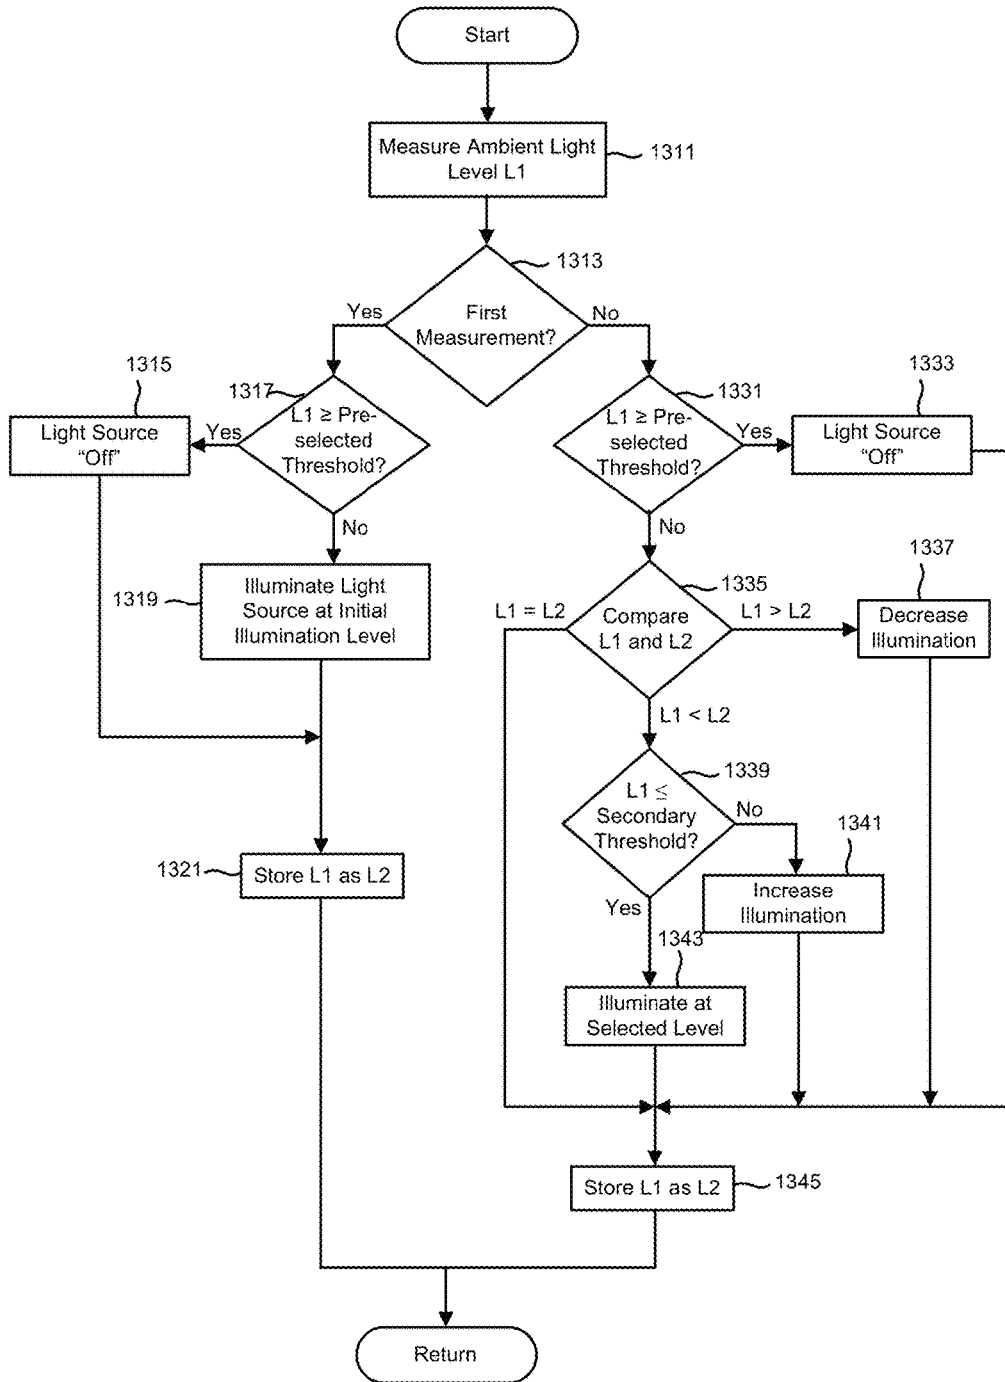 Start
Measure Ambient Light
Level L1
1311
1313
First
Measurement?
Yes
No
1315
Light Source
"Off"
Yes
1317
L1 ≥ Pre-
selected
Threshold?
No
1331
L1 ≥ Pre-
selected
Threshold?
Yes
No
1333
Light Source
"Off"
1319
Illuminate Light
Source at Initial
Illumination Level
1335
Compare
L1 and L2
L1 = L2
L1 > L2
L1 < L2
1337
Decrease
Illumination
1339
L1 ≤
Secondary
Threshold?
No
Yes
1341
Increase
Illumination
1321
Store L1 as L2
1343
Illuminate at
Selected Level
Store L1 as L2
1345
Return